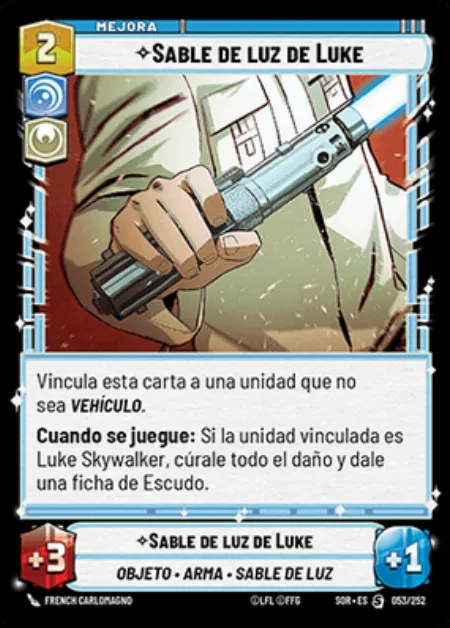 MEJORA
2
✧SABLE DE LUZ DE LUKE
Vincula esta carta a una unidad que no
sea VEHÍCULO.
Cuando se juegue: Si la unidad vinculada es
Luke Skywalker, cúrale todo el daño y dale
una ficha de Escudo.
+3
✧SABLE DE LUZ DE LUKE
+1
OBJETO • ARMA • SABLE DE LUZ
FRENCH CARLOMAGNO
©LFL ©FFG
SOR • ES
S
053/252